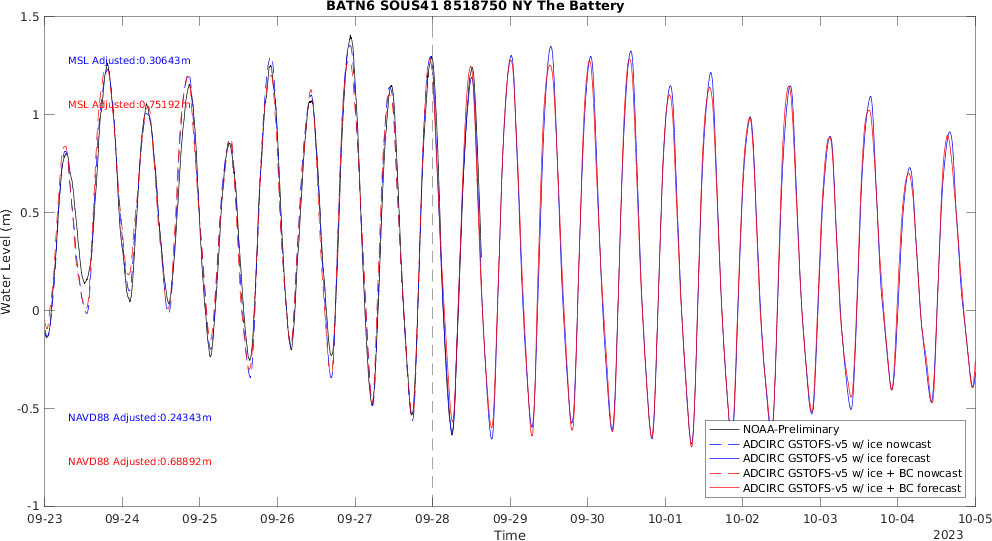 BATN6 SOUS41 8518750 NY The Battery
1.5
1
0.5
0
-0.5
-1
Water Level (m)
MSL Adjusted:0.30643m
MSL Adjusted:0.75192m
NAVD88 Adjusted:0.24343m
NAVD88 Adjusted:0.68892m
NOAA-Preliminary
ADCIRC GSTOFS-v5 w/ ice nowcast
ADCIRC GSTOFS-v5 w/ ice forecast
ADCIRC GSTOFS-v5 w/ ice + BC nowcast
ADCIRC GSTOFS-v5 w/ ice + BC forecast
09-23 09-24 09-25 09-26 09-27 09-28 09-29 09-30 10-01 10-02 10-03 10-04 10-05
Time
2023